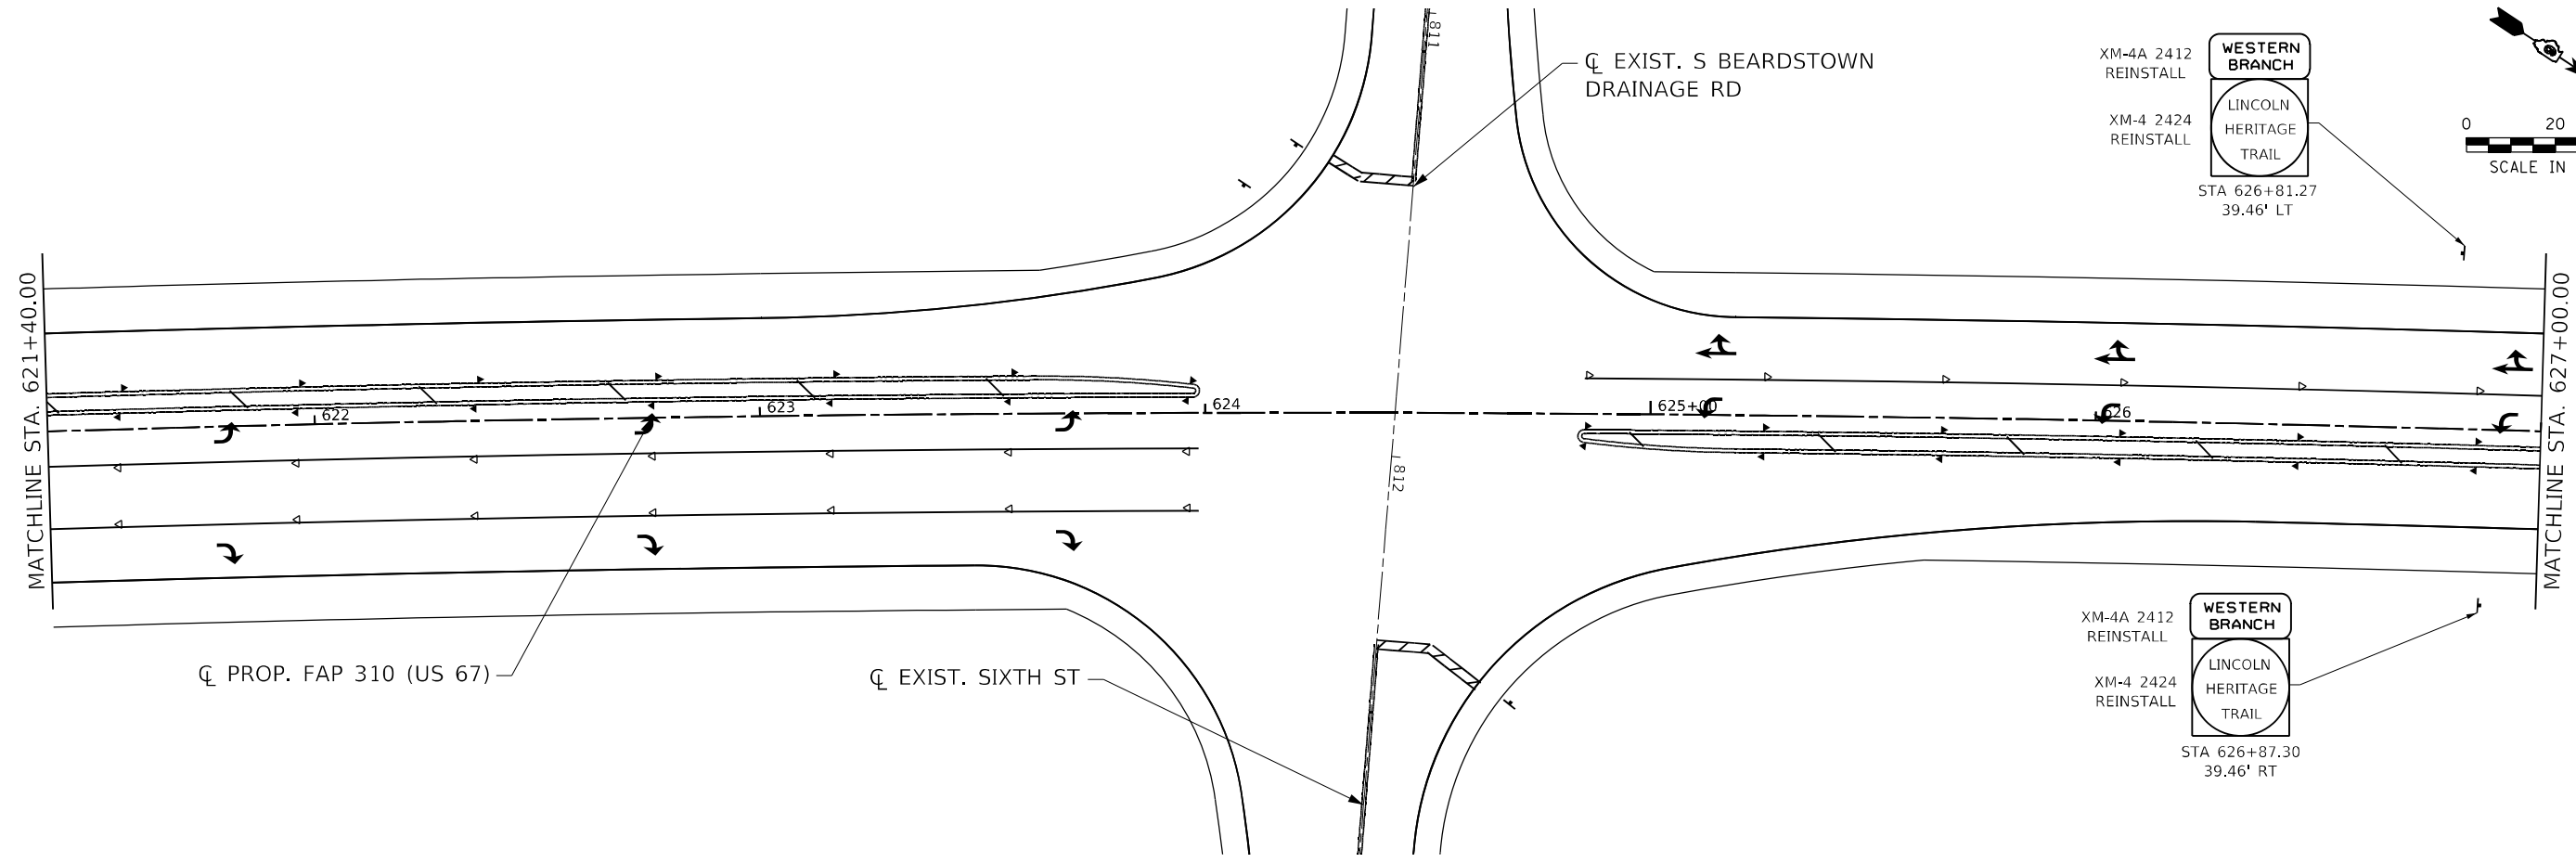 811
℄ EXIST. S BEARDSTOWN
DRAINAGE RD
XM-4A 2412
REINSTALL
WESTERN
BRANCH
XM-4 2424
REINSTALL
LINCOLN
HERITAGE
TRAIL
STA 626+81.27
39.46' LT
0 20
SCALE IN
MATCHLINE STA. 621+40.00
622
623
624
625+00
626
812
MATCHLINE STA. 627+00.00
℄ PROP. FAP 310 (US 67)
℄ EXIST. SIXTH ST
XM-4A 2412
REINSTALL
WESTERN
BRANCH
XM-4 2424
REINSTALL
LINCOLN
HERITAGE
TRAIL
STA 626+87.30
39.46' RT